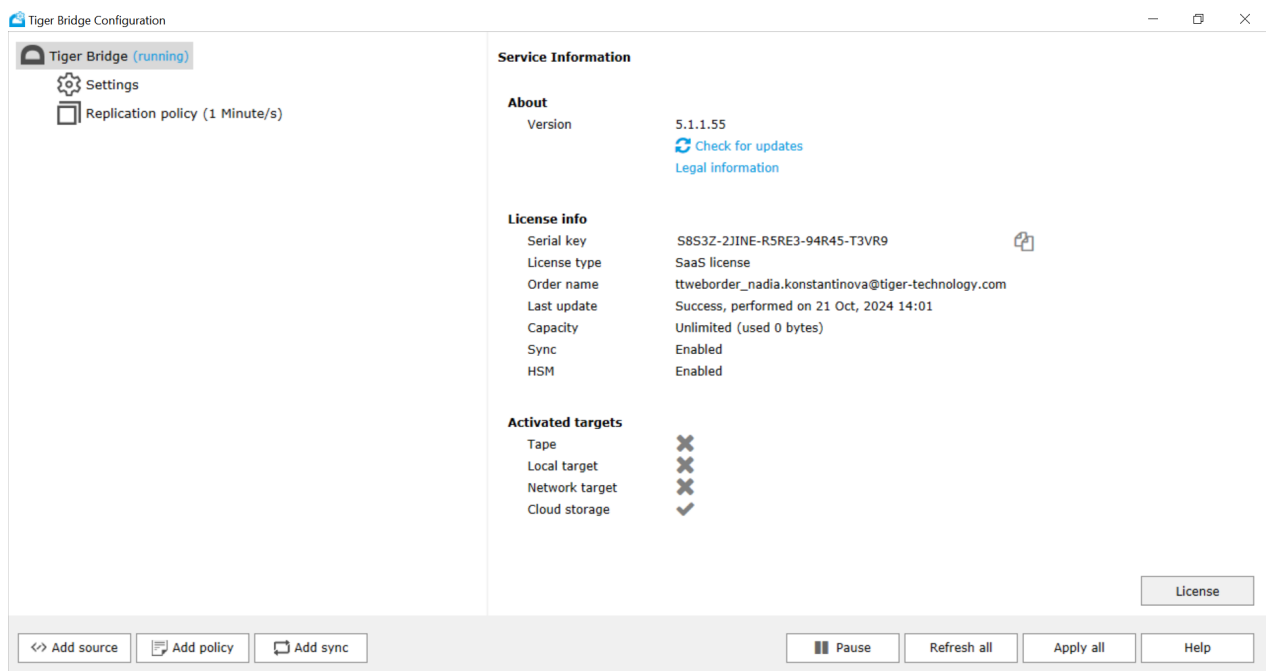 Tiger Bridge Configuration
Tiger Bridge (running)
Settings
Replication policy (1 Minute/s)
Service Information
About
Version 5.1.1.55
Check for updates
Legal information
License info
Serial key S8S3Z-2JINE-R5RE3-94R45-T3VR9
License type SaaS license
Order name ttweborder_nadia.konstantinova@tiger-technology.com
Last update Success, performed on 21 Oct, 2024 14:01
Capacity Unlimited (used 0 bytes)
Sync Enabled
HSM Enabled
Activated targets
Tape
Local target
Network target
Cloud storage
License
Add source Add policy Add sync Pause Refresh all Apply all Help